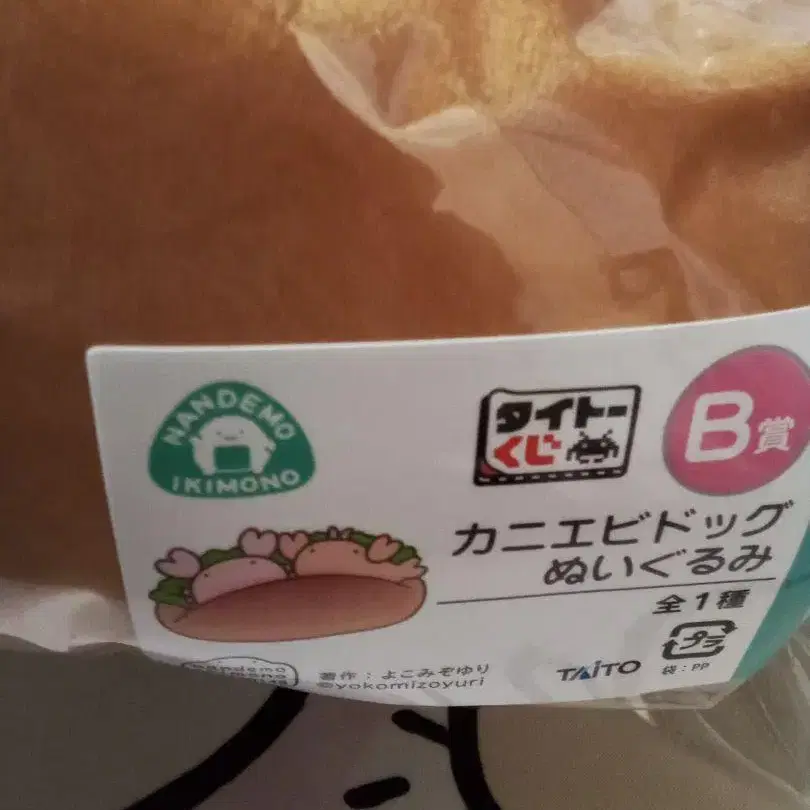 NANDEMO
IKIMONO
タイトー
くじ
B賞
カニエビドッグ
ぬいぐるみ
全1種
プラ
著作：よこみぞゆり
©yokomizoyuri
TAITO
袋：PP